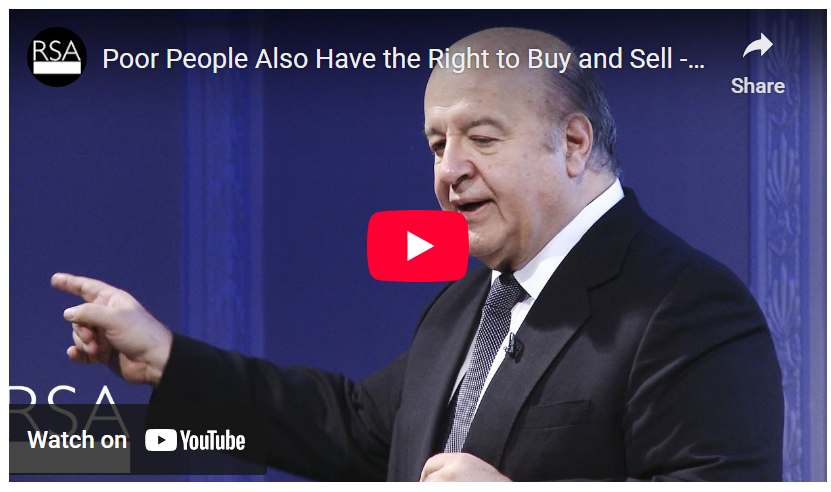 RSA
Poor People Also Have the Right to Buy and Sell -...
Share
RSA
Watch on YouTube